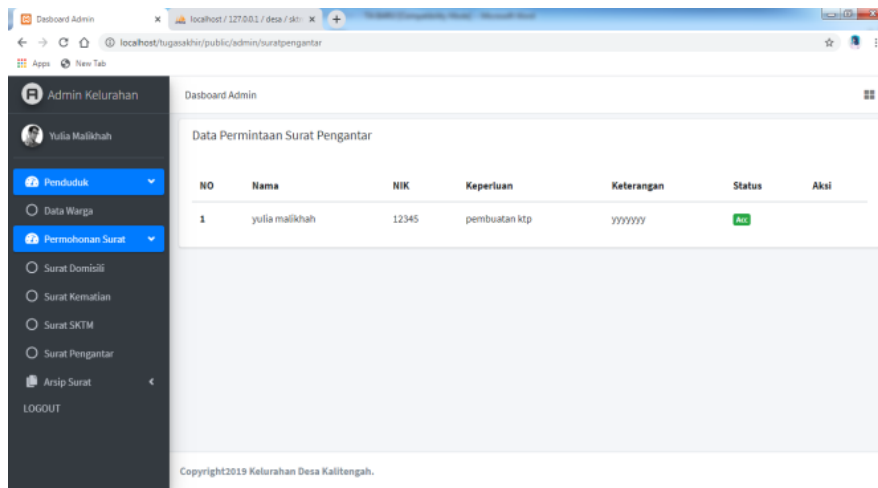 Dasboard Admin
localhost / 127.0.0.1 / desa / skt
localhost/tugasakhir/public/admin/suratpengantar
Apps New Tab
Admin Kelurahan
Dasboard Admin
Yulia Malikhah
Data Permintaan Surat Pengantar
Penduduk
Data Warga
Permohonan Surat
Surat Domisili
Surat Kematian
Surat SKTM
Surat Pengantar
Arsip Surat
LOGOUT
NO Nama NIK Keperluan Keterangan Status Aksi
1 yulia malikhah 12345 pembuatan ktp yyyyyyy Acc
Copyright2019 Kelurahan Desa Kalitengah.